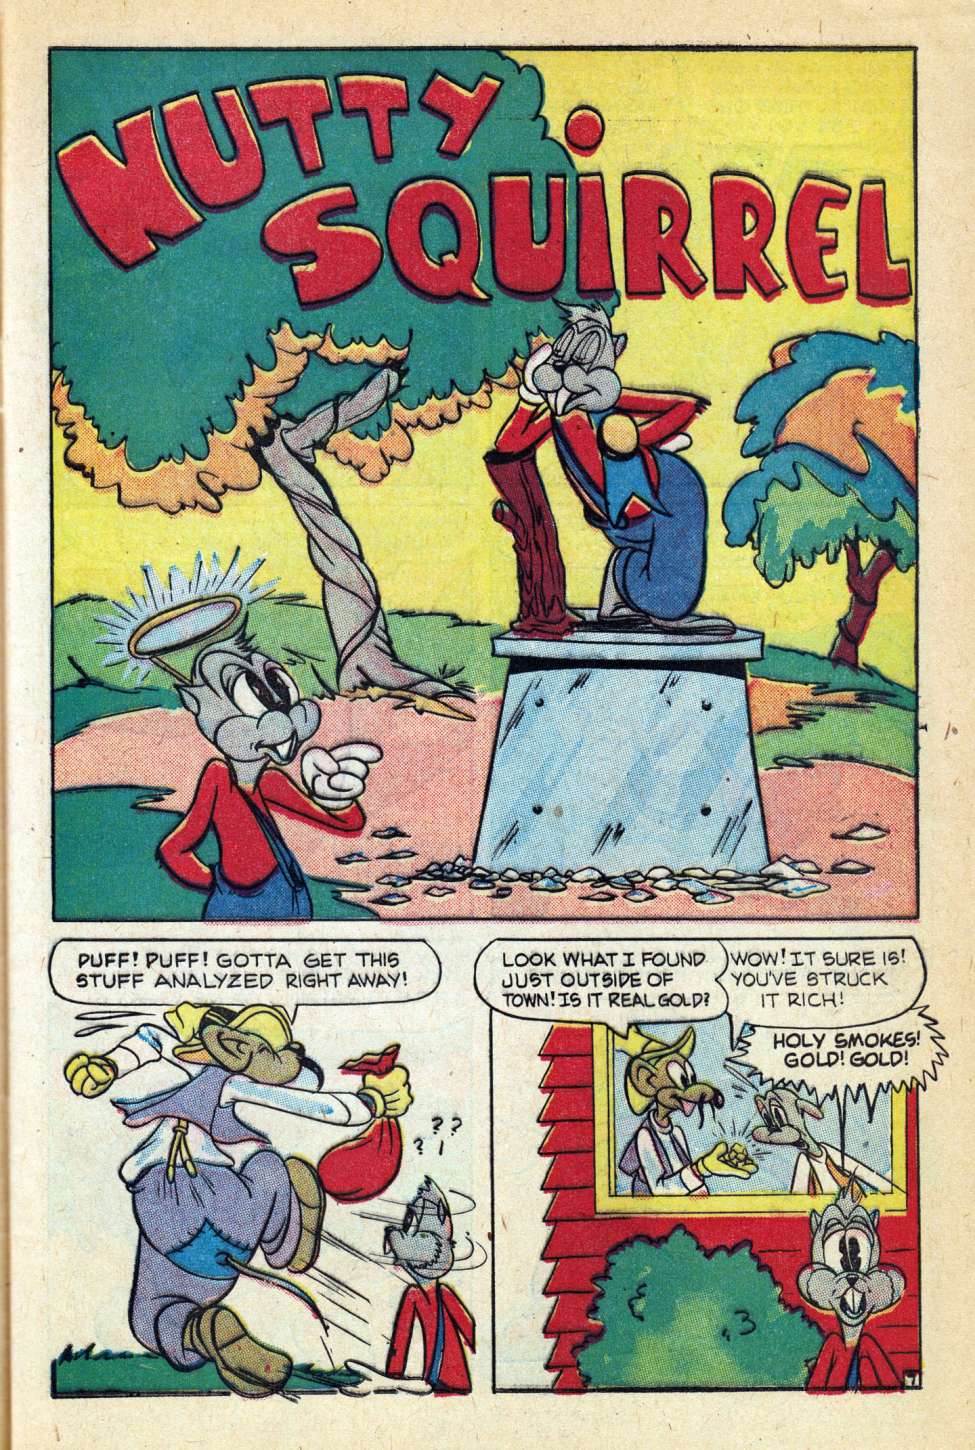 NUTTY
SQUiRREL
PUFF! PUFF! GOTTA GET THIS
STUFF ANALYZED RIGHT AWAY!
? ? ?
LOOK WHAT I FOUND
JUST OUTSIDE OF
TOWN! IS IT REAL GOLD?
WOW! IT SURE IS!
YOU'VE STRUCK
IT RICH!
HOLY SMOKES!
GOLD! GOLD!